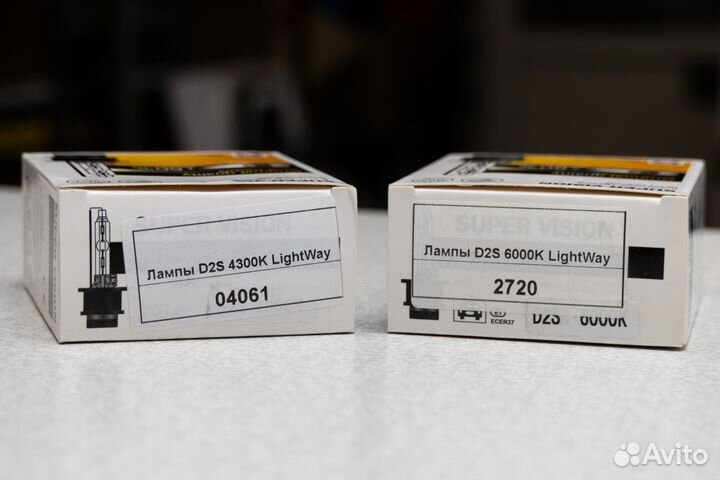 SUPER VISION
Лампы D2S 4300K LightWay
04061
SUPER VISION
Лампы D2S 6000K LightWay
2720
ECER37
D2S 6000K
Avito